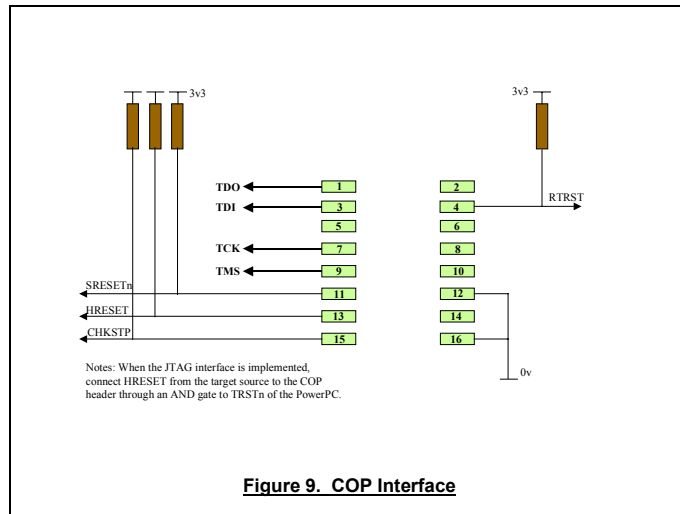 3v3 3v3
TDO 1 2
TDI 3 4 RTRST
5 6
TCK 7 8
TMS 9 10
SRESETn 11 12
HRESET 13 14
CHKSTP 15 16
Notes: When the JTAG interface is implemented,
connect HRESET from the target source to the COP
header through an AND gate to TRSTn of the PowerPC.
0v
Figure 9. COP Interface